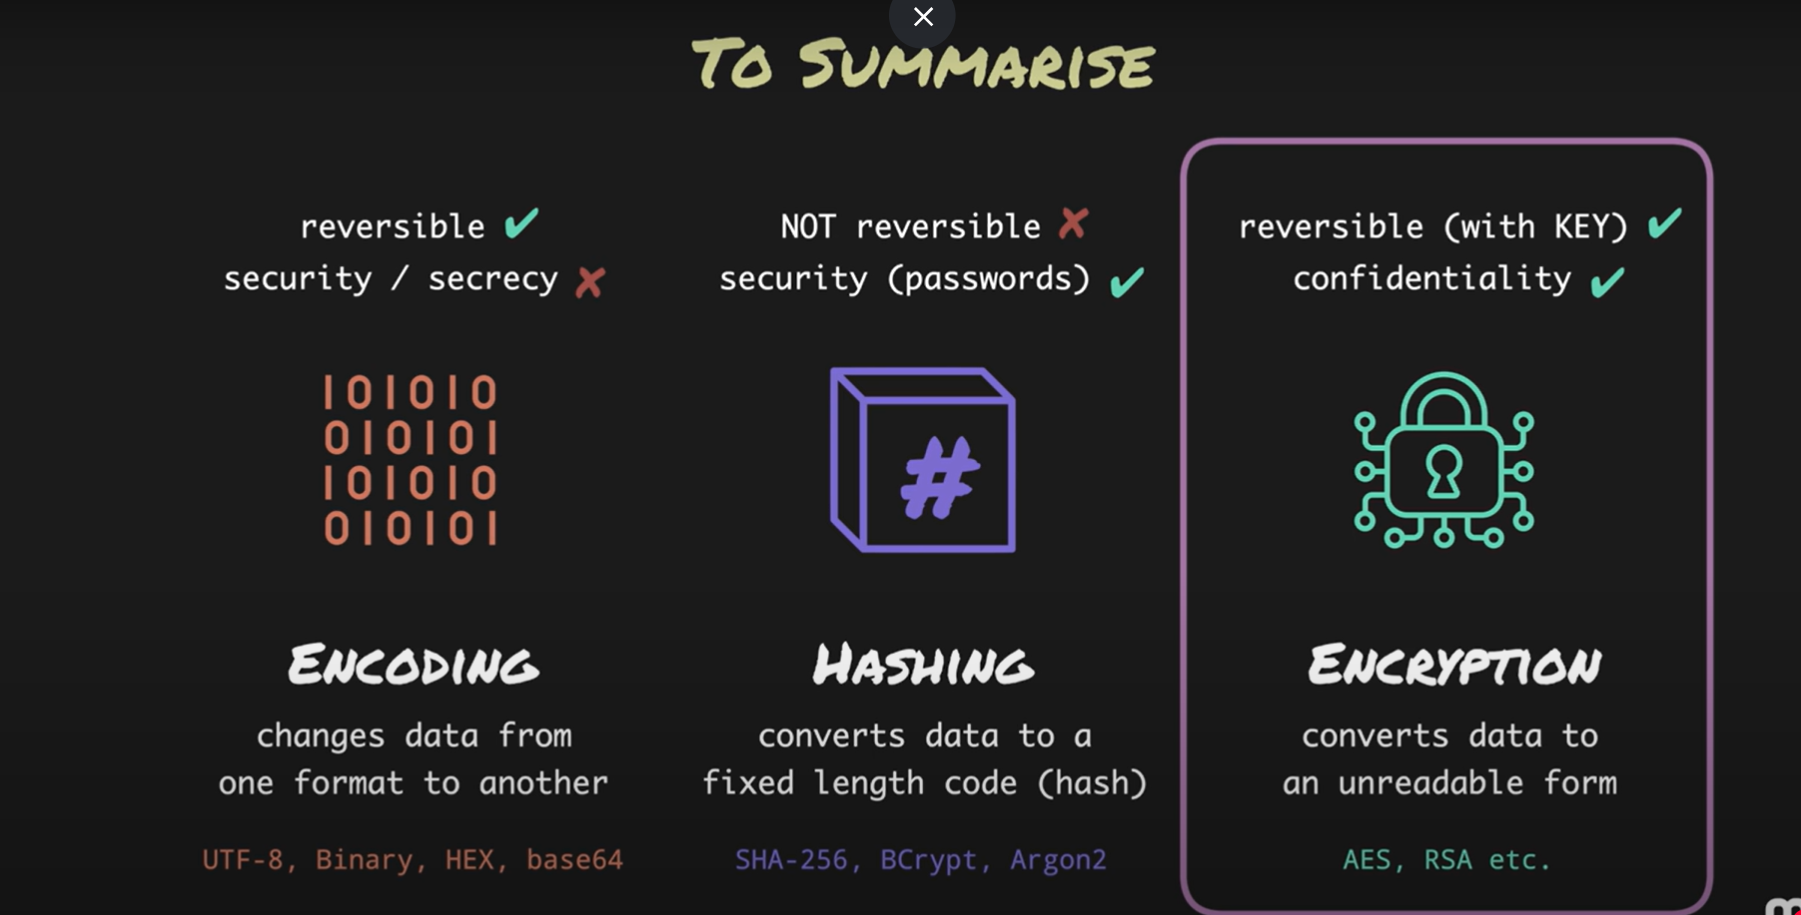 TO SUMMARISE
reversible ✔
security / secrecy ✘
101010
010101
101010
010101
ENCODING
changes data from
one format to another
UTF-8, Binary, HEX, base64
NOT reversible ✘
security (passwords) ✔
#
HASHING
converts data to a
fixed length code (hash)
SHA-256, BCrypt, Argon2
reversible (with KEY) ✔
confidentiality ✔
ENCRYPTION
converts data to
an unreadable form
AES, RSA etc.